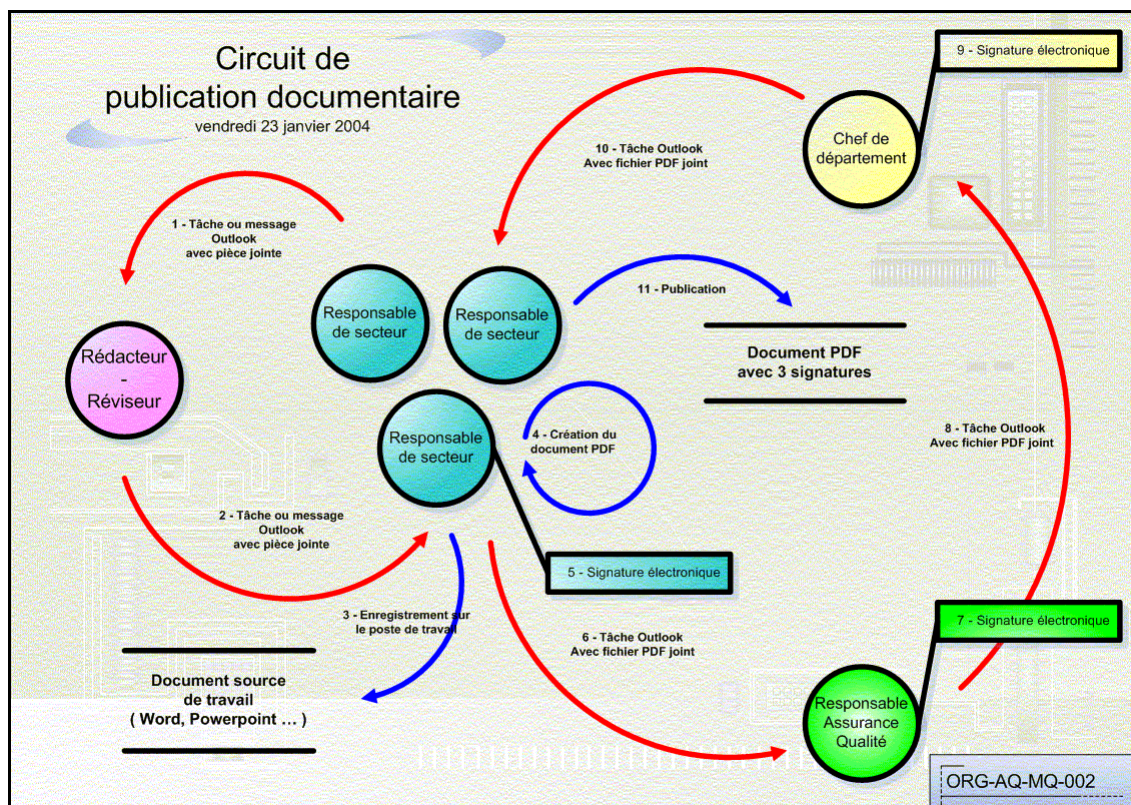 Circuit de
publication documentaire
vendredi 23 janvier 2004
9 - Signature électronique
Chef de
département
10 - Tâche Outlook
Avec fichier PDF joint
1 - Tâche ou message
Outlook
avec pièce jointe
Responsable
de secteur
Responsable
de secteur
11 - Publication
Rédacteur
-
Réviseur
Document PDF
avec 3 signatures
Responsable
de secteur
4 - Création du
document PDF
8 - Tâche Outlook
Avec fichier PDF joint
2 - Tâche ou message
Outlook
avec pièce jointe
5 - Signature électronique
3 - Enregistrement sur
le poste de travail
6 - Tâche Outlook
Avec fichier PDF joint
7 - Signature électronique
Document source
de travail
( Word, Powerpoint ... )
Responsable
Assurance
Qualité
ORG-AQ-MQ-002